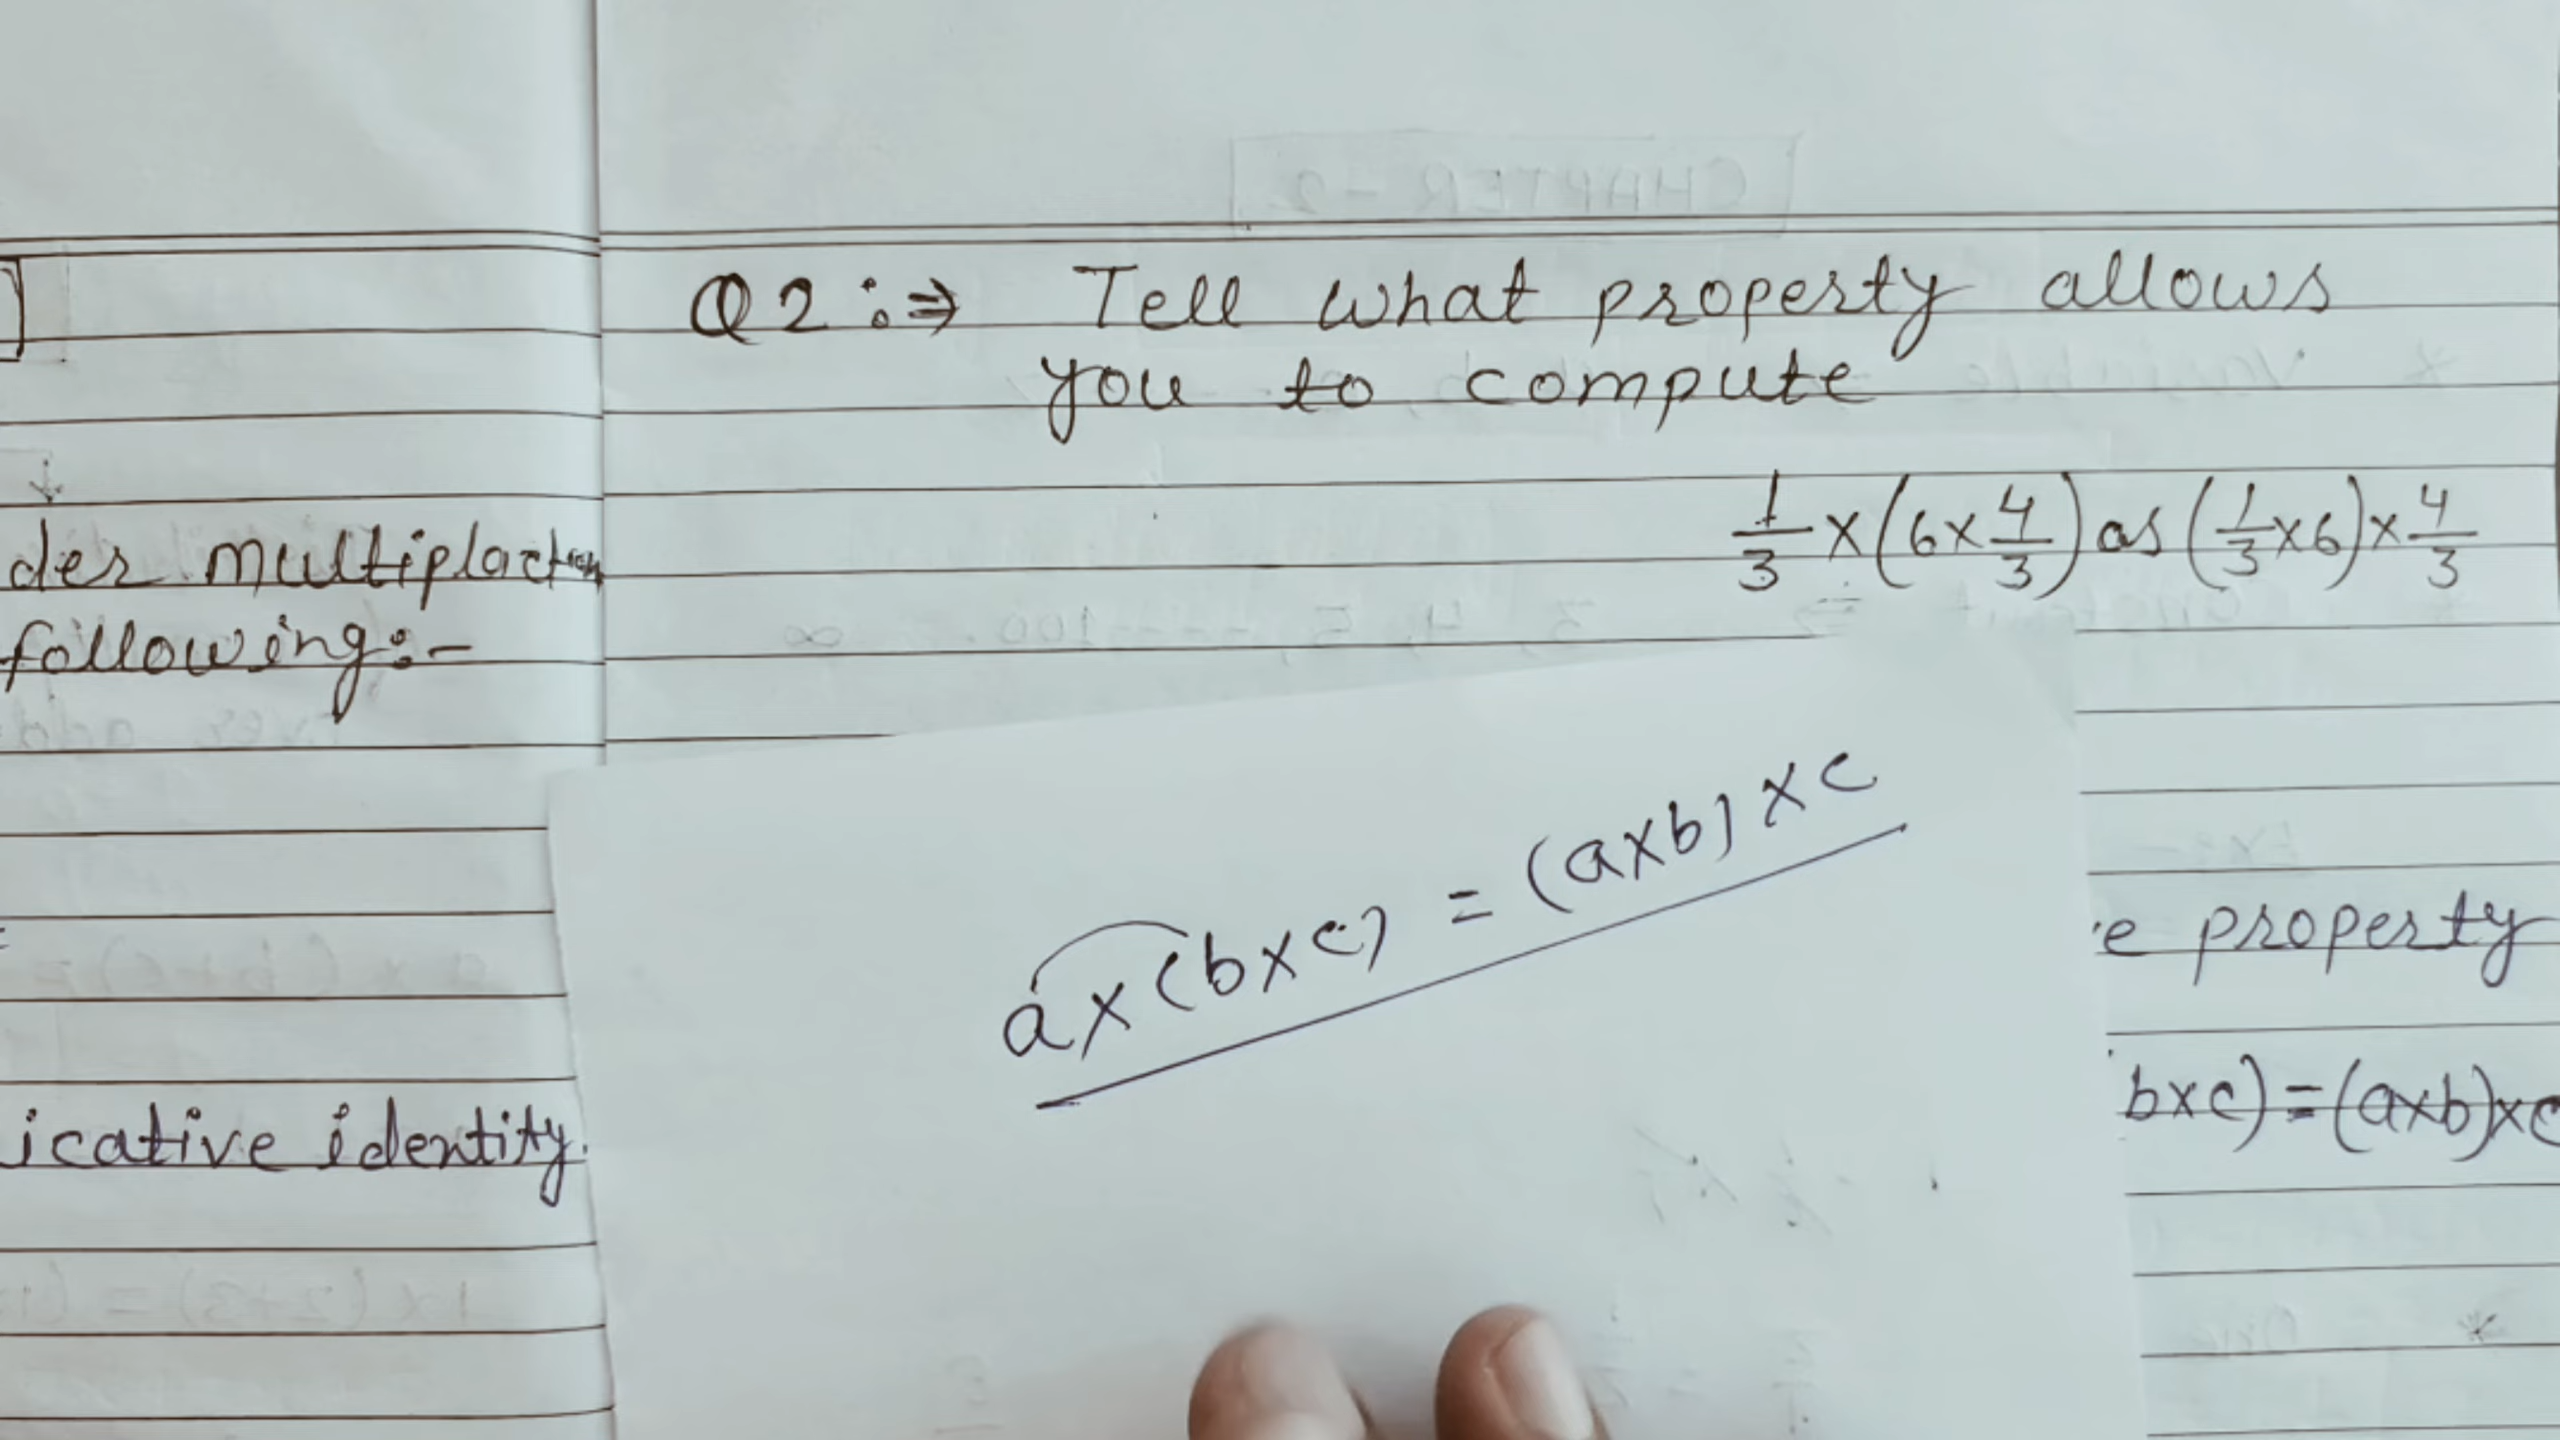 Q2 :⇒ Tell what property allows
you to compute
1/3 × (6 × 4/3) as (1/3 × 6) × 4/3
der multiplaction
following:-
a × (b × c) = (a × b) × c
e property
b × c) = (a × b) × c
icative identity.